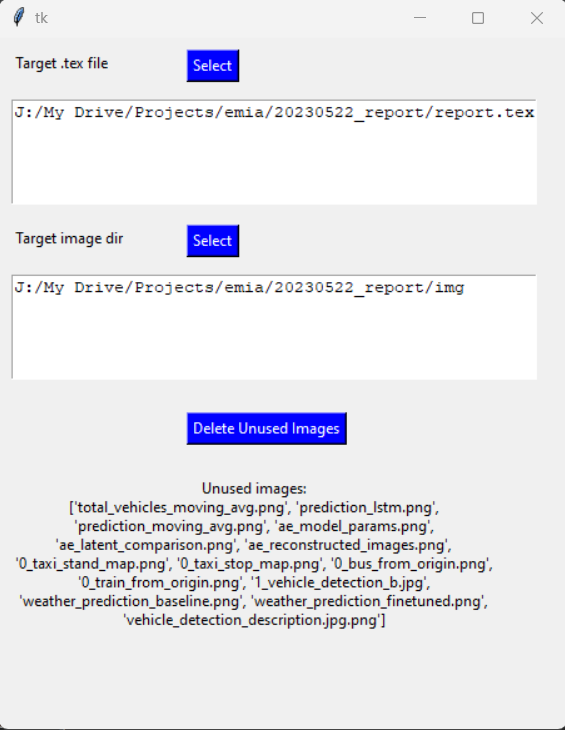 tk
Target .tex file
Select
J:/My Drive/Projects/emia/20230522_report/report.tex
Target image dir
Select
J:/My Drive/Projects/emia/20230522_report/img
Delete Unused Images
Unused images:
['total_vehicles_moving_avg.png', 'prediction_lstm.png',
'prediction_moving_avg.png', 'ae_model_params.png',
'ae_latent_comparison.png', 'ae_reconstructed_images.png',
'0_taxi_stand_map.png', '0_taxi_stop_map.png', '0_bus_from_origin.png',
'0_train_from_origin.png', '1_vehicle_detection_b.jpg',
'weather_prediction_baseline.png', 'weather_prediction_finetuned.png',
'vehicle_detection_description.jpg.png']